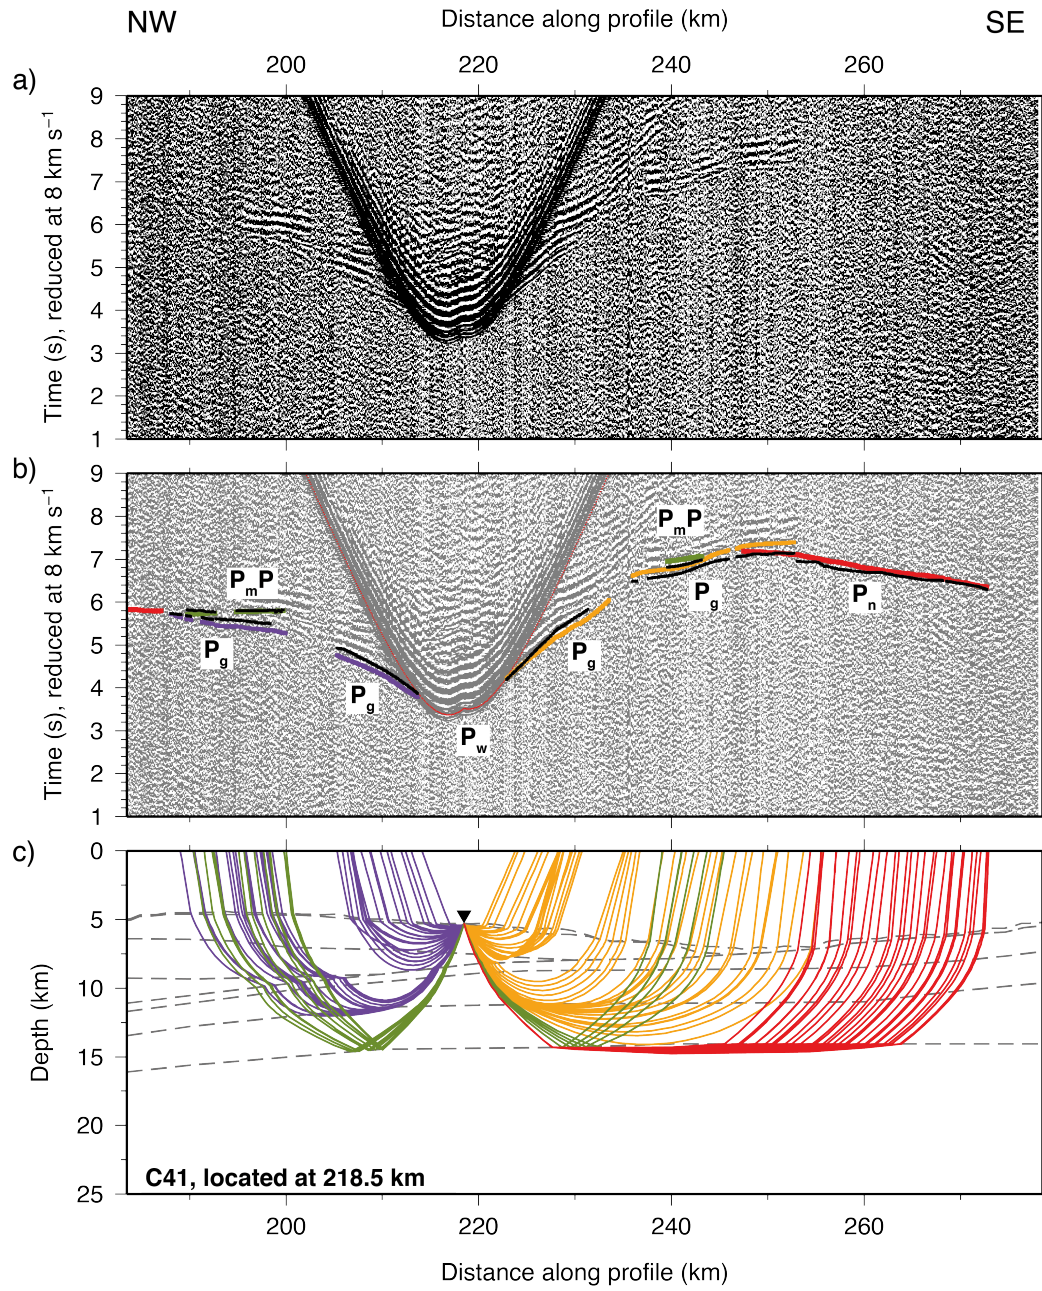 NW Distance along profile (km) SE
200 220 240 260
a)
Time (s), reduced at 8 km s⁻¹
9
8
7
6
5
4
3
2
1
b)
Time (s), reduced at 8 km s⁻¹
9
8
7
6
5
4
3
2
1
PmP
PmP
Pg
Pn
Pg
Pg
Pg
Pw
c)
Depth (km)
0
5
10
15
20
25
C41, located at 218.5 km
200 220 240 260
Distance along profile (km)